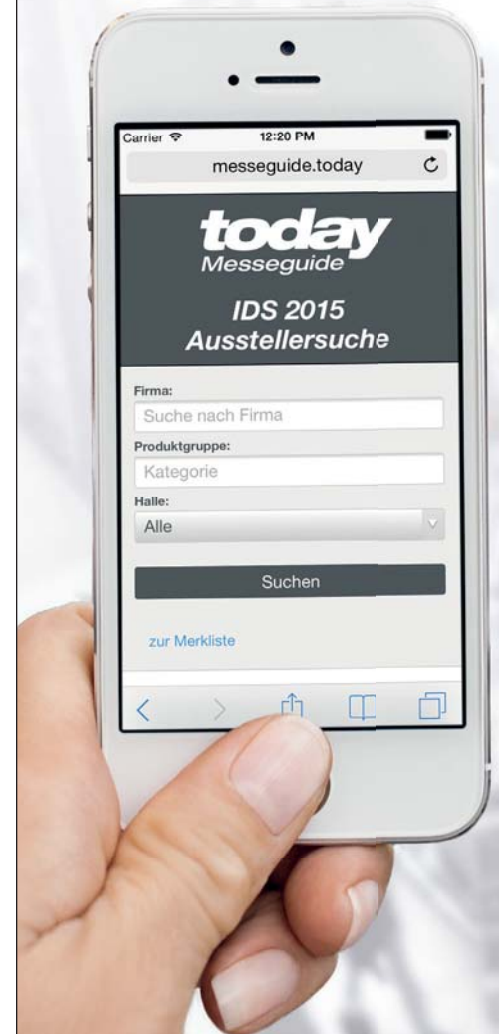 Carrier 12:20 PM
messeguide.today
today
Messeguide
IDS 2015
Ausstellersuche
Firma:
Suche nach Firma
Produktgruppe:
Kategorie
Halle:
Alle
Suchen
zur Merkliste